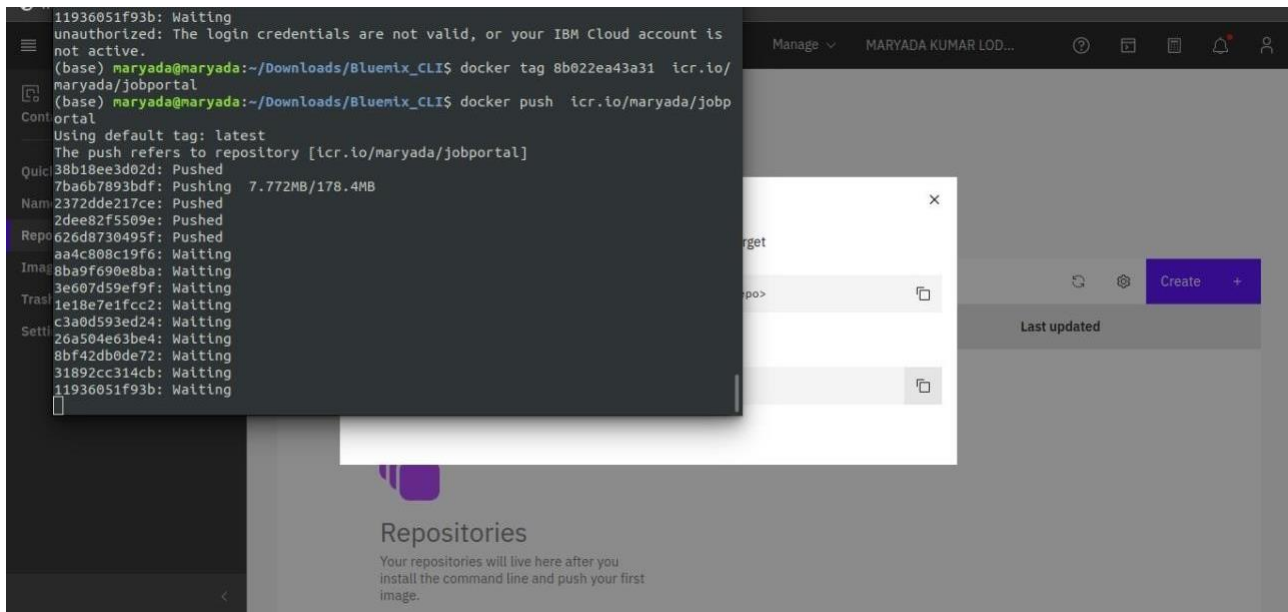 11936051f93b: Waiting
unauthorized: The login credentials are not valid, or your IBM Cloud account is
not active.
(base) maryada@maryada:~/Downloads/Bluemix_CLI$ docker tag 8b022ea43a31  icr.io/
maryada/jobportal
(base) maryada@maryada:~/Downloads/Bluemix_CLI$ docker push  icr.io/maryada/jobp
ortal
Using default tag: latest
The push refers to repository [icr.io/maryada/jobportal]
38b18ee3d02d: Pushed
7ba6b7893bdf: Pushing  7.772MB/178.4MB
2372dde217ce: Pushed
2dee82f5509e: Pushed
626d8730495f: Pushed
aa4c808c19f6: Waiting
8ba9f690e8ba: Waiting
3e607d59ef9f: Waiting
1e18e7e1fcc2: Waiting
c3a0d593ed24: Waiting
26a504e63be4: Waiting
8bf42db0de72: Waiting
31892cc314cb: Waiting
11936051f93b: Waiting
Manage
MARYADA KUMAR LOD...
Cont
Quic
Nam
Repo
Imag
Tras
Setti
rget
epo>
Create +
Last updated
Repositories
Your repositories will live here after you
install the command line and push your first
image.